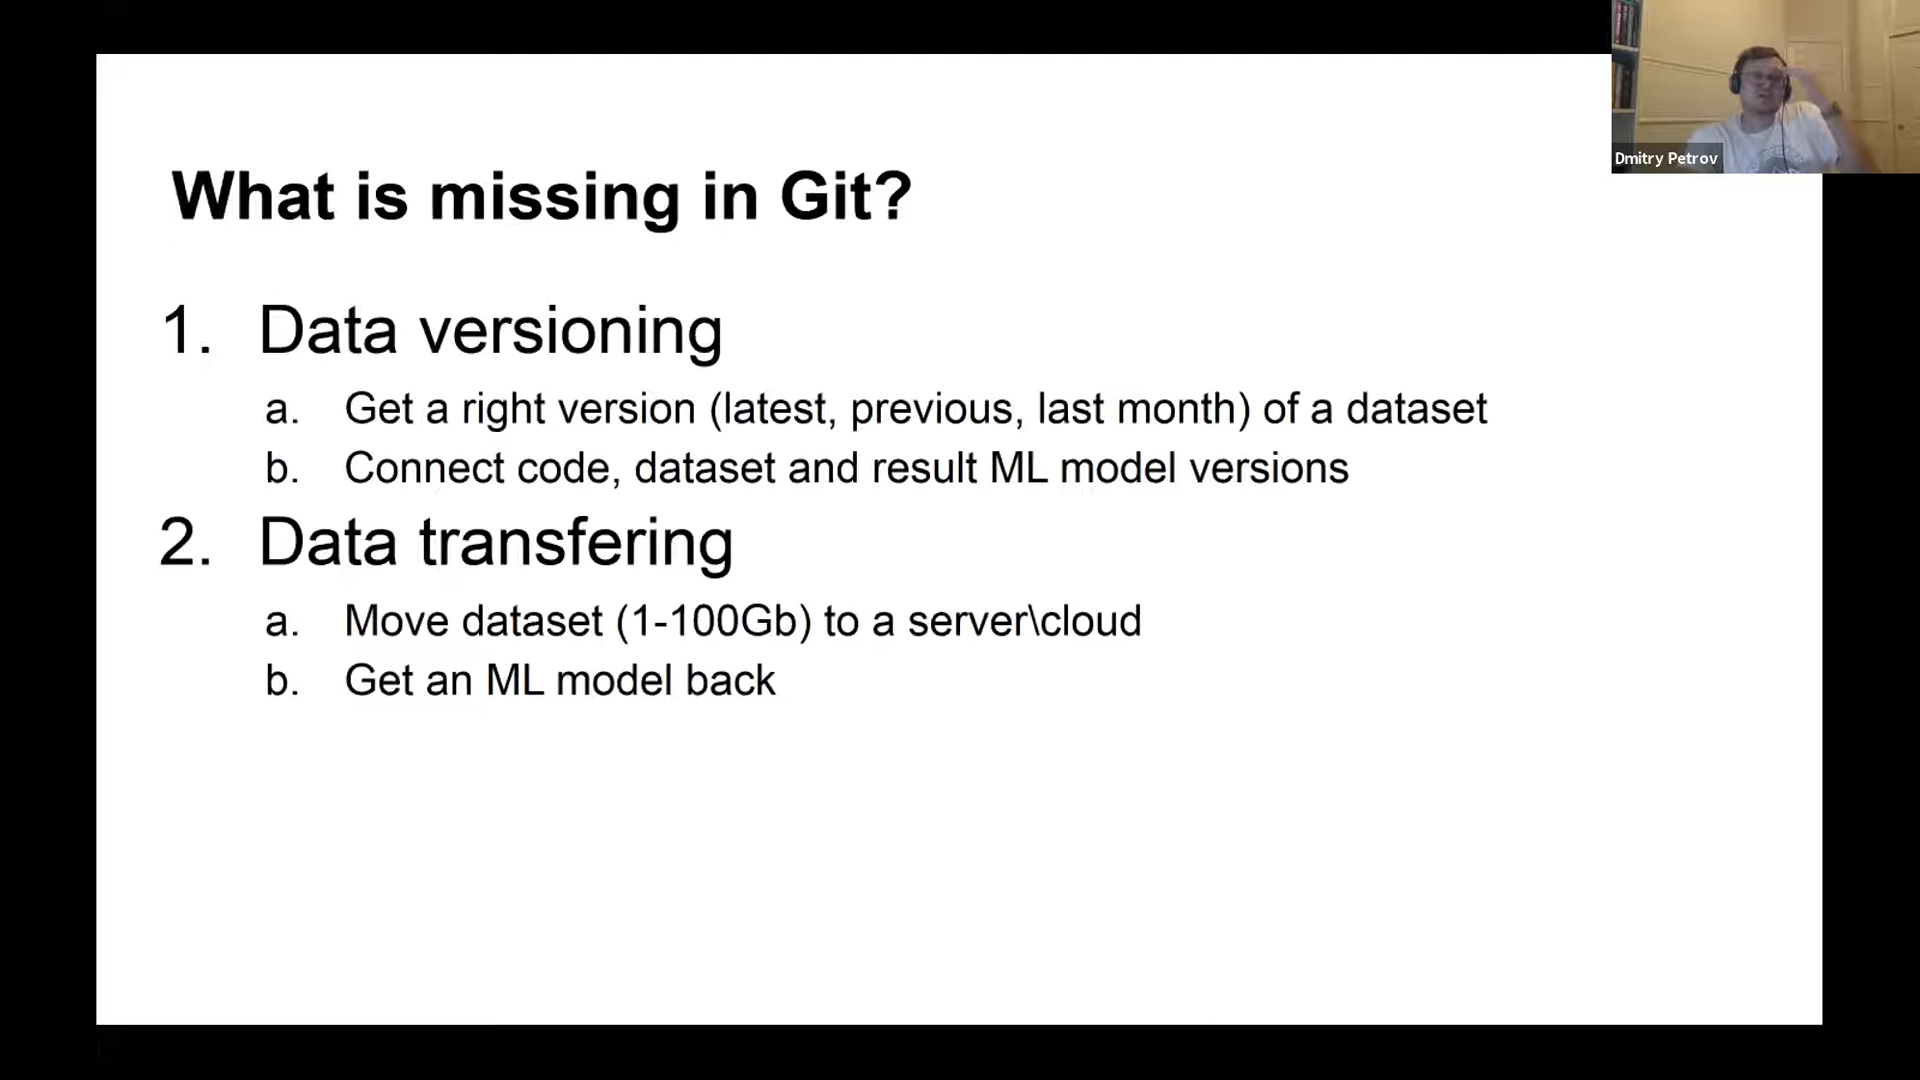 Dmitry Petrov
What is missing in Git?
1. Data versioning
a. Get a right version (latest, previous, last month) of a dataset
b. Connect code, dataset and result ML model versions
2. Data transfering
a. Move dataset (1-100Gb) to a server\cloud
b. Get an ML model back